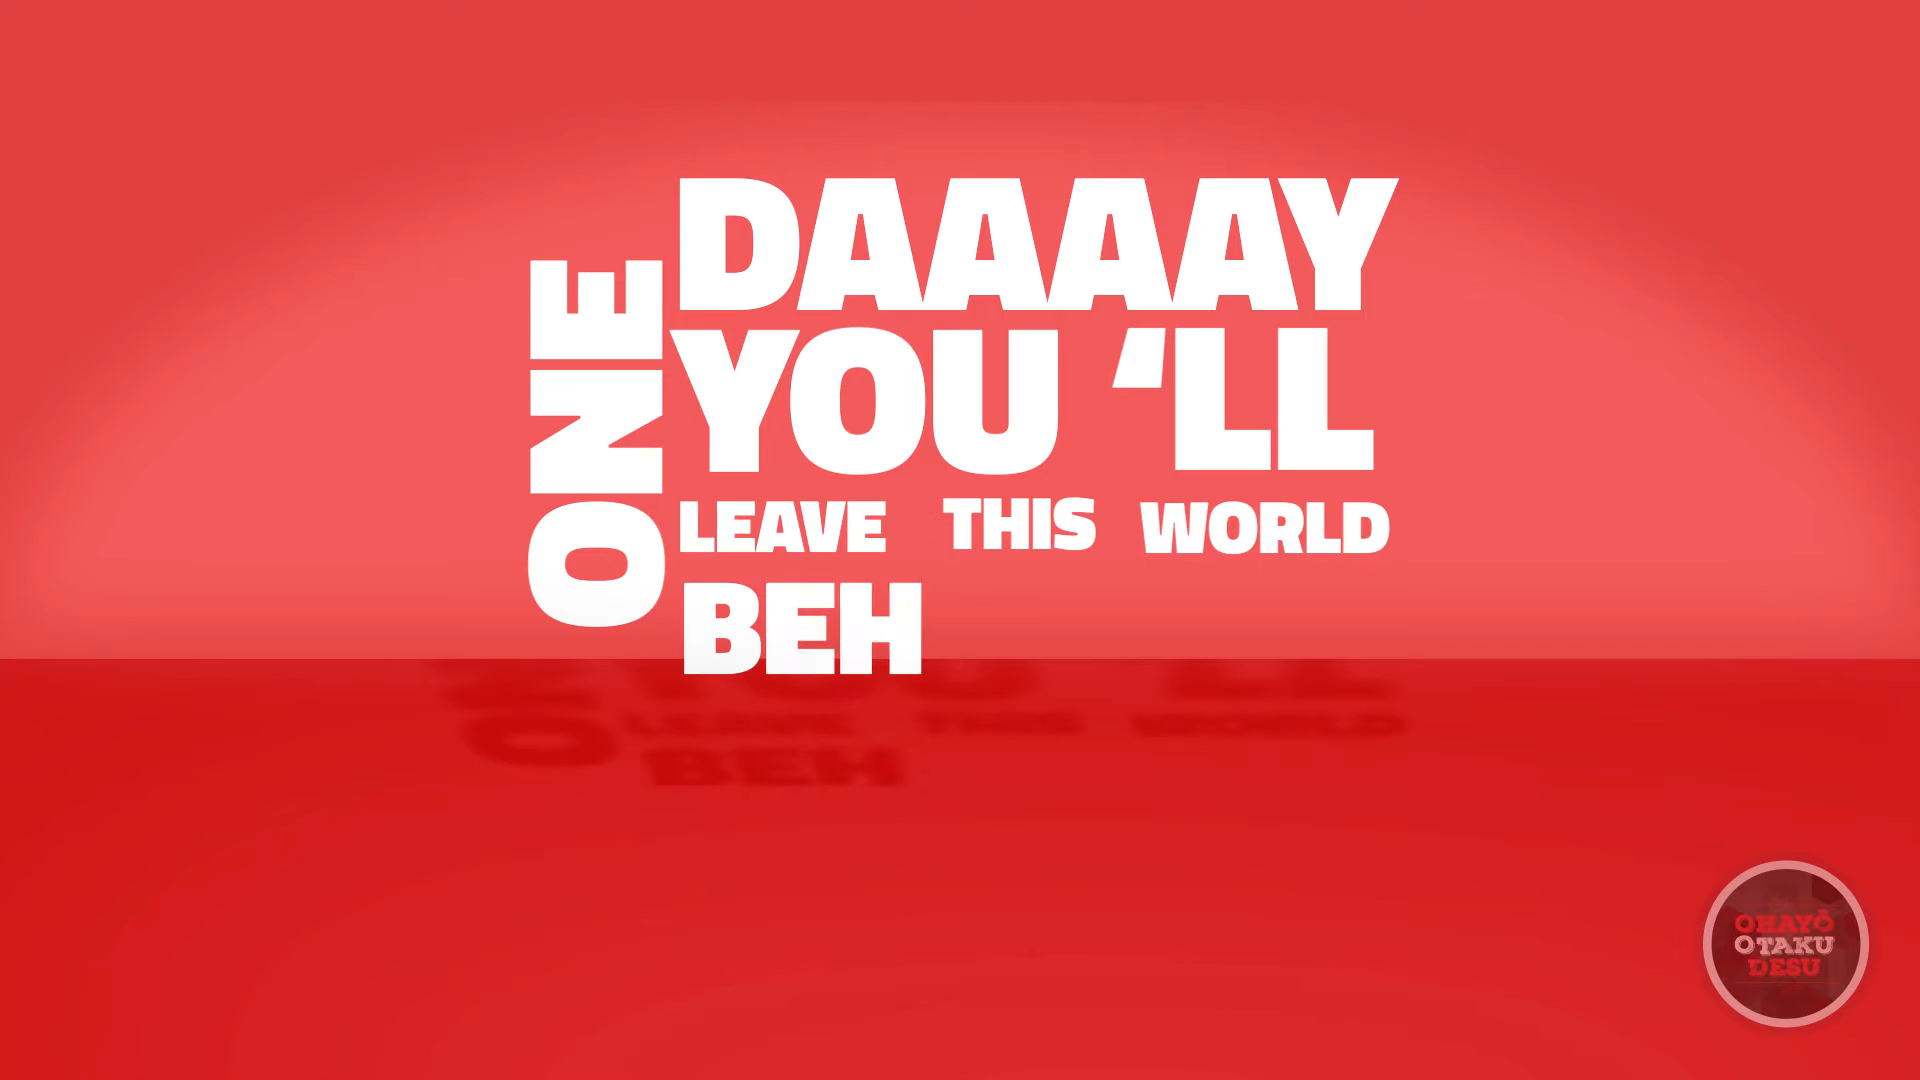 ONE
DAAAAY
YOU ‘LL
LEAVE THIS WORLD
BEH
OHAYŌ
OTAKU
DESU